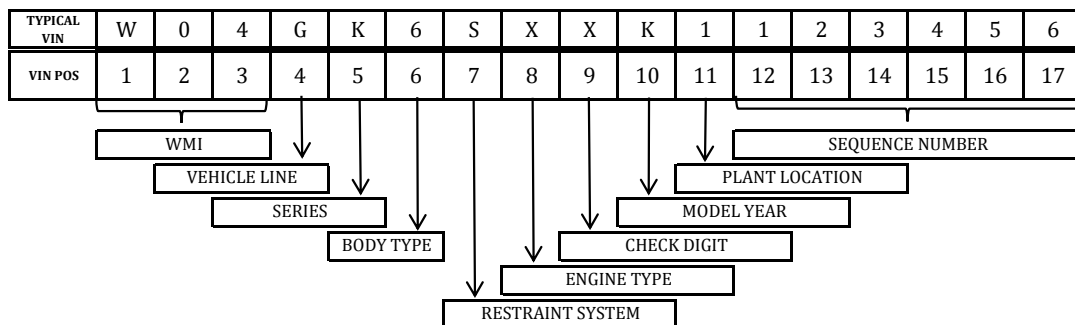 TYPICAL VIN W 0 4 G K 6 S X X K 1 1 2 3 4 5 6
VIN POS 1 2 3 4 5 6 7 8 9 10 11 12 13 14 15 16 17
WMI SEQUENCE NUMBER
VEHICLE LINE PLANT LOCATION
SERIES MODEL YEAR
BODY TYPE CHECK DIGIT
ENGINE TYPE
RESTRAINT SYSTEM